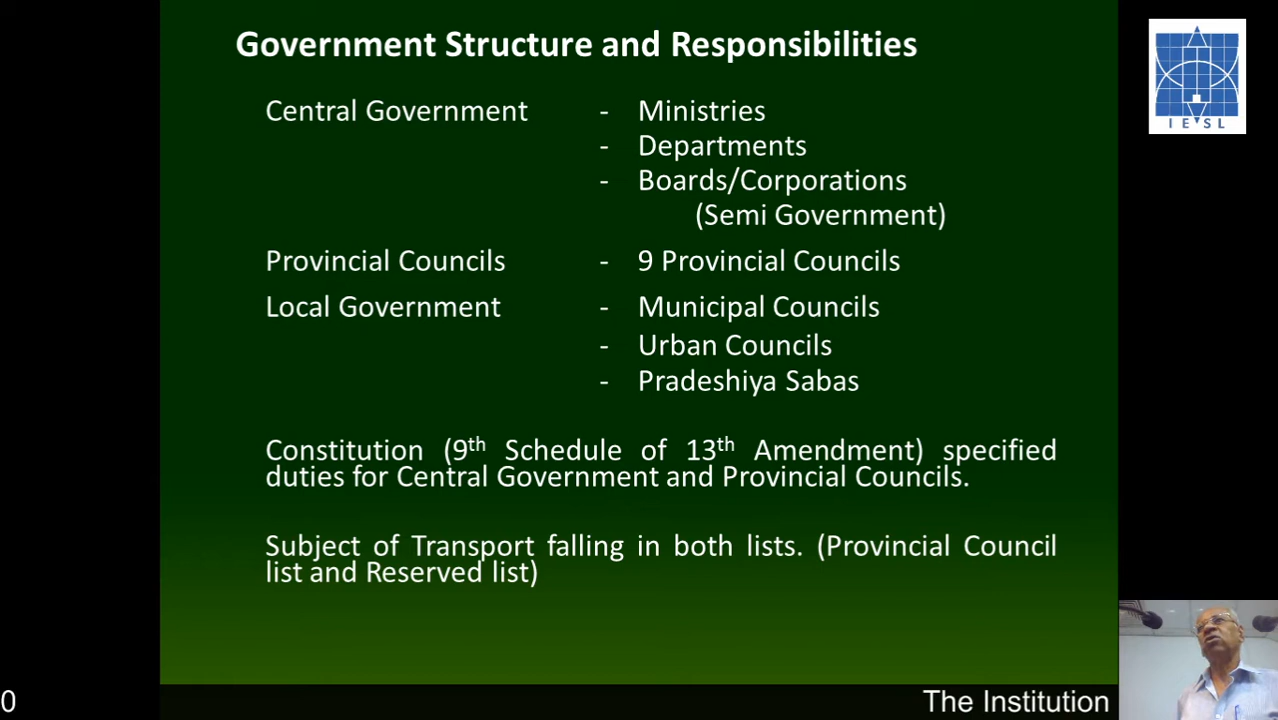 Government Structure and Responsibilities
I E S L
Central Government - Ministries
- Departments
- Boards/Corporations
(Semi Government)
Provincial Councils - 9 Provincial Councils
Local Government - Municipal Councils
- Urban Councils
- Pradeshiya Sabas
Constitution (9th Schedule of 13th Amendment) specified
duties for Central Government and Provincial Councils.
Subject of Transport falling in both lists. (Provincial Council
list and Reserved list)
0 The Institution